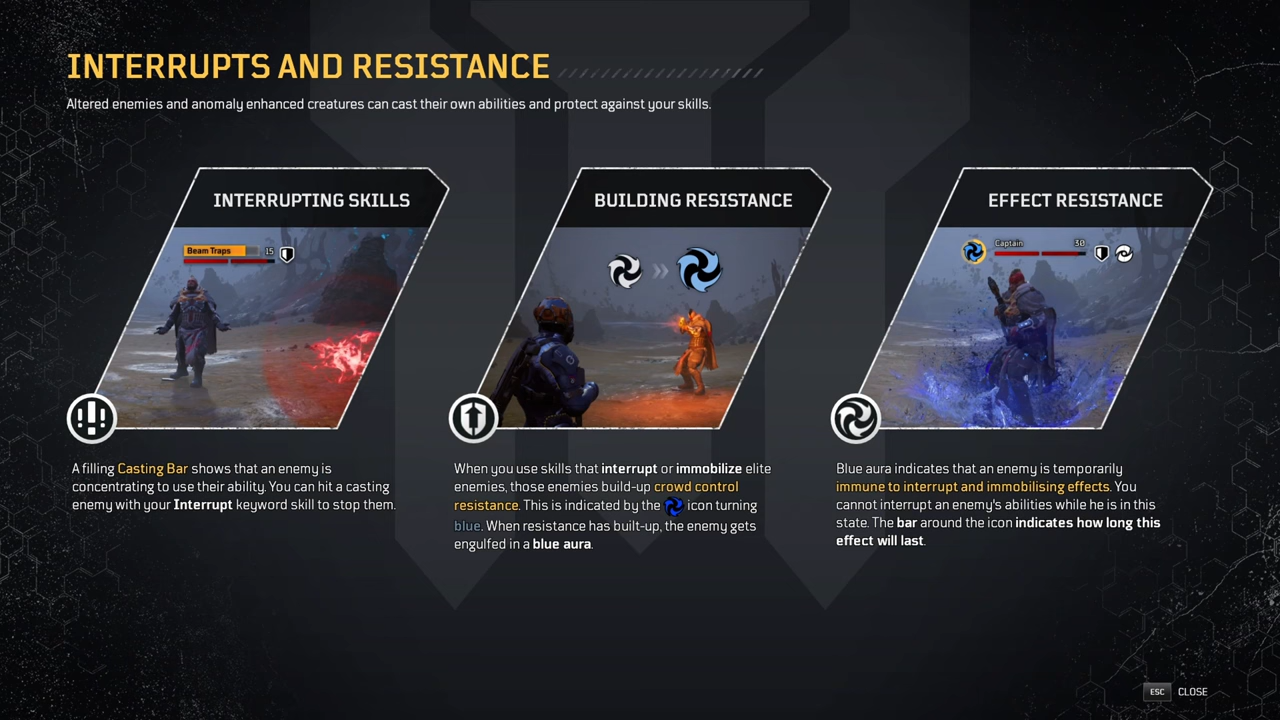 INTERRUPTS AND RESISTANCE
Altered enemies and anomaly enhanced creatures can cast their own abilities and protect against your skills.
INTERRUPTING SKILLS
Beam Traps 15
A filling Casting Bar shows that an enemy is
concentrating to use their ability. You can hit a casting
enemy with your Interrupt keyword skill to stop them.
BUILDING RESISTANCE
When you use skills that interrupt or immobilize elite
enemies, those enemies build-up crowd control
resistance. This is indicated by the icon turning
blue. When resistance has built-up, the enemy gets
engulfed in a blue aura.
EFFECT RESISTANCE
Captain 30
Blue aura indicates that an enemy is temporarily
immune to interrupt and immobilising effects. You
cannot interrupt an enemy's abilities while he is in this
state. The bar around the icon indicates how long this
effect will last.
ESC CLOSE